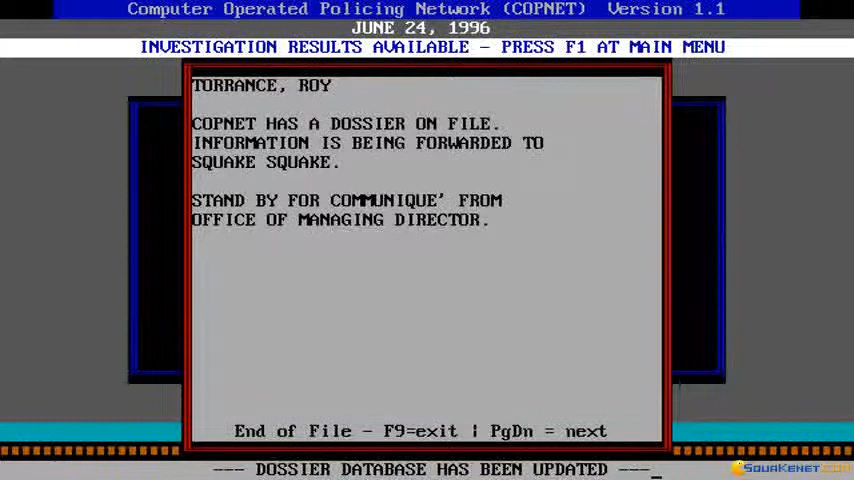 Computer Operated Policing Network (COPNET) Version 1.1
JUNE 24, 1996
INVESTIGATION RESULTS AVAILABLE - PRESS F1 AT MAIN MENU
TORRANCE, ROY
COPNET HAS A DOSSIER ON FILE.
INFORMATION IS BEING FORWARDED TO
SQUAKE SQUAKE.
STAND BY FOR COMMUNIQUE' FROM
OFFICE OF MANAGING DIRECTOR.
End of File - F9=exit | PgDn = next
--- DOSSIER DATABASE HAS BEEN UPDATED ---_
SquaKenet.com